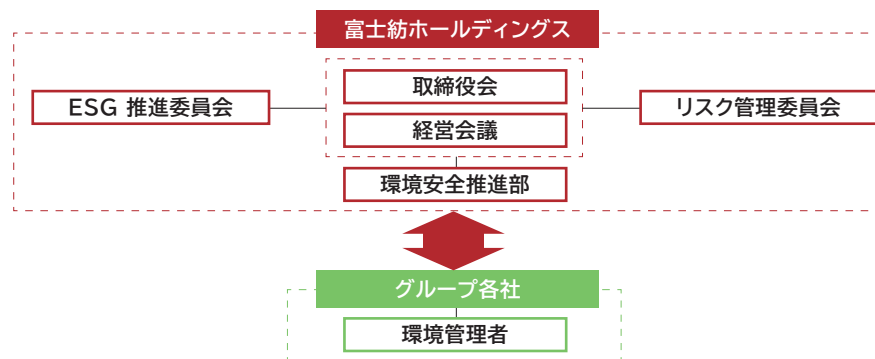 富士紡ホールディングス
取締役会
ESG 推進委員会
リスク管理委員会
経営会議
環境安全推進部
グループ各社
環境管理者